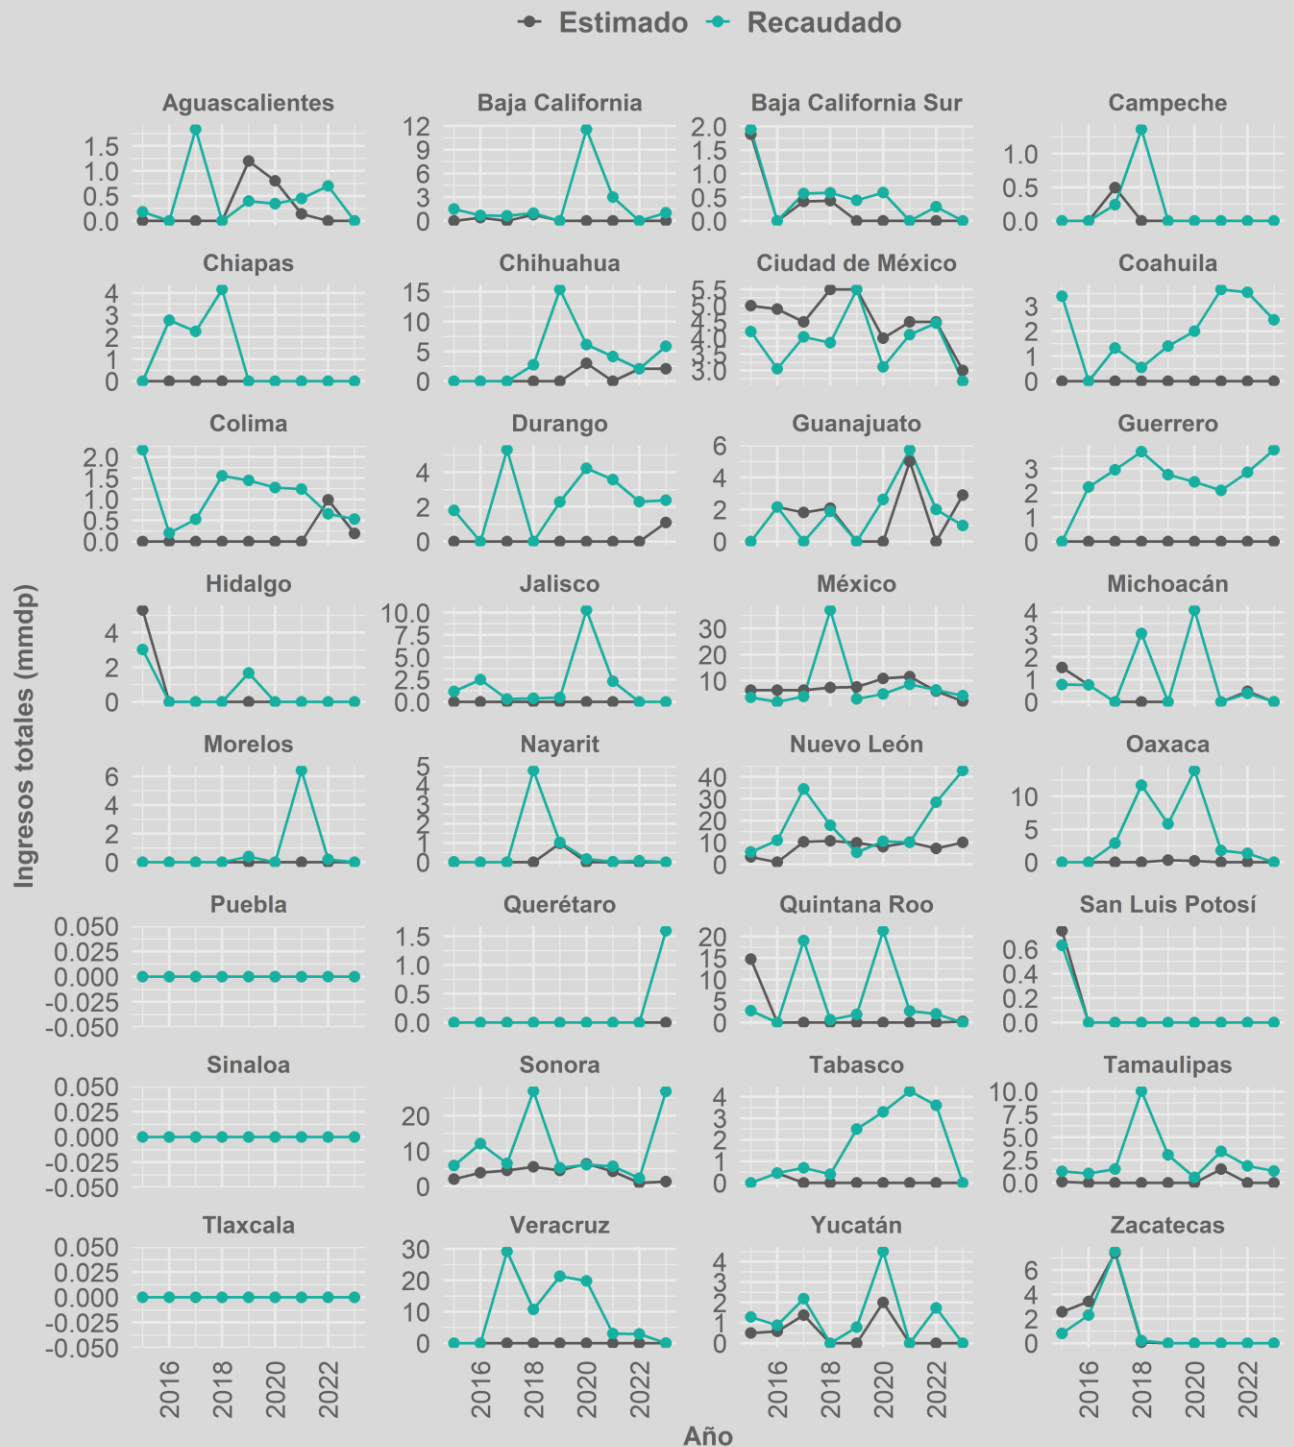 Estimado Recaudado
Aguascalientes Baja California Baja California Sur Campeche
1.5 1.0 0.5 0.0
12 9 6 3 0
2.0 1.5 1.0 0.5 0.0
1.0 0.5 0.0
Chiapas Chihuahua Ciudad de México Coahuila
4 3 2 1 0
15 10 5 0
5.5 5.0 4.5 4.0 3.5 3.0
3 2 1 0
Colima Durango Guanajuato Guerrero
2.0 1.5 1.0 0.5 0.0
4 2 0
6 4 2 0
3 2 1 0
Hidalgo Jalisco México Michoacán
4 2 0
10.0 7.5 5.0 2.5 0.0
30 20 10
4 3 2 1 0
Morelos Nayarit Nuevo León Oaxaca
6 4 2 0
5 4 3 2 1 0
40 30 20 10 0
10 5 0
Puebla Querétaro Quintana Roo San Luis Potosí
0.050 0.025 0.000 -0.025 -0.050
1.5 1.0 0.5 0.0
20 15 10 5 0
0.6 0.4 0.2 0.0
Sinaloa Sonora Tabasco Tamaulipas
0.050 0.025 0.000 -0.025 -0.050
20 10 0
4 3 2 1 0
10.0 7.5 5.0 2.5 0.0
Tlaxcala Veracruz Yucatán Zacatecas
0.050 0.025 0.000 -0.025 -0.050
30 20 10 0
4 3 2 1 0
6 4 2 0
2016 2018 2020 2022 2016 2018 2020 2022 2016 2018 2020 2022 2016 2018 2020 2022
Año
Ingresos totales (mmdp)